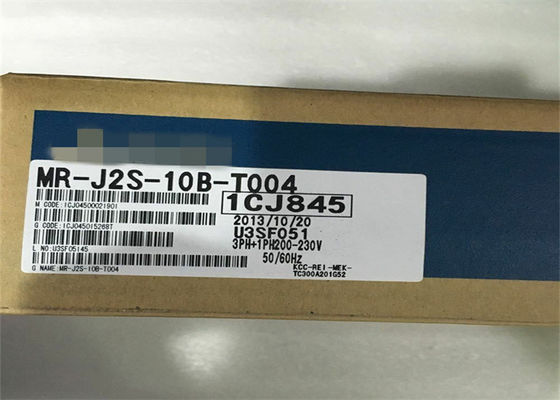 MR-J2S-10B-T004
M CODE:1CJ04500021901
1CJ845
2013/10/20
G CODE:1CJ045015268T
U3SF051
L NO:U3SF05145
3PH+1PH200-230V
50/60Hz
KCC-REI-MEK-
TC300A201G52
G NAME:MR-J2S-10B-T004